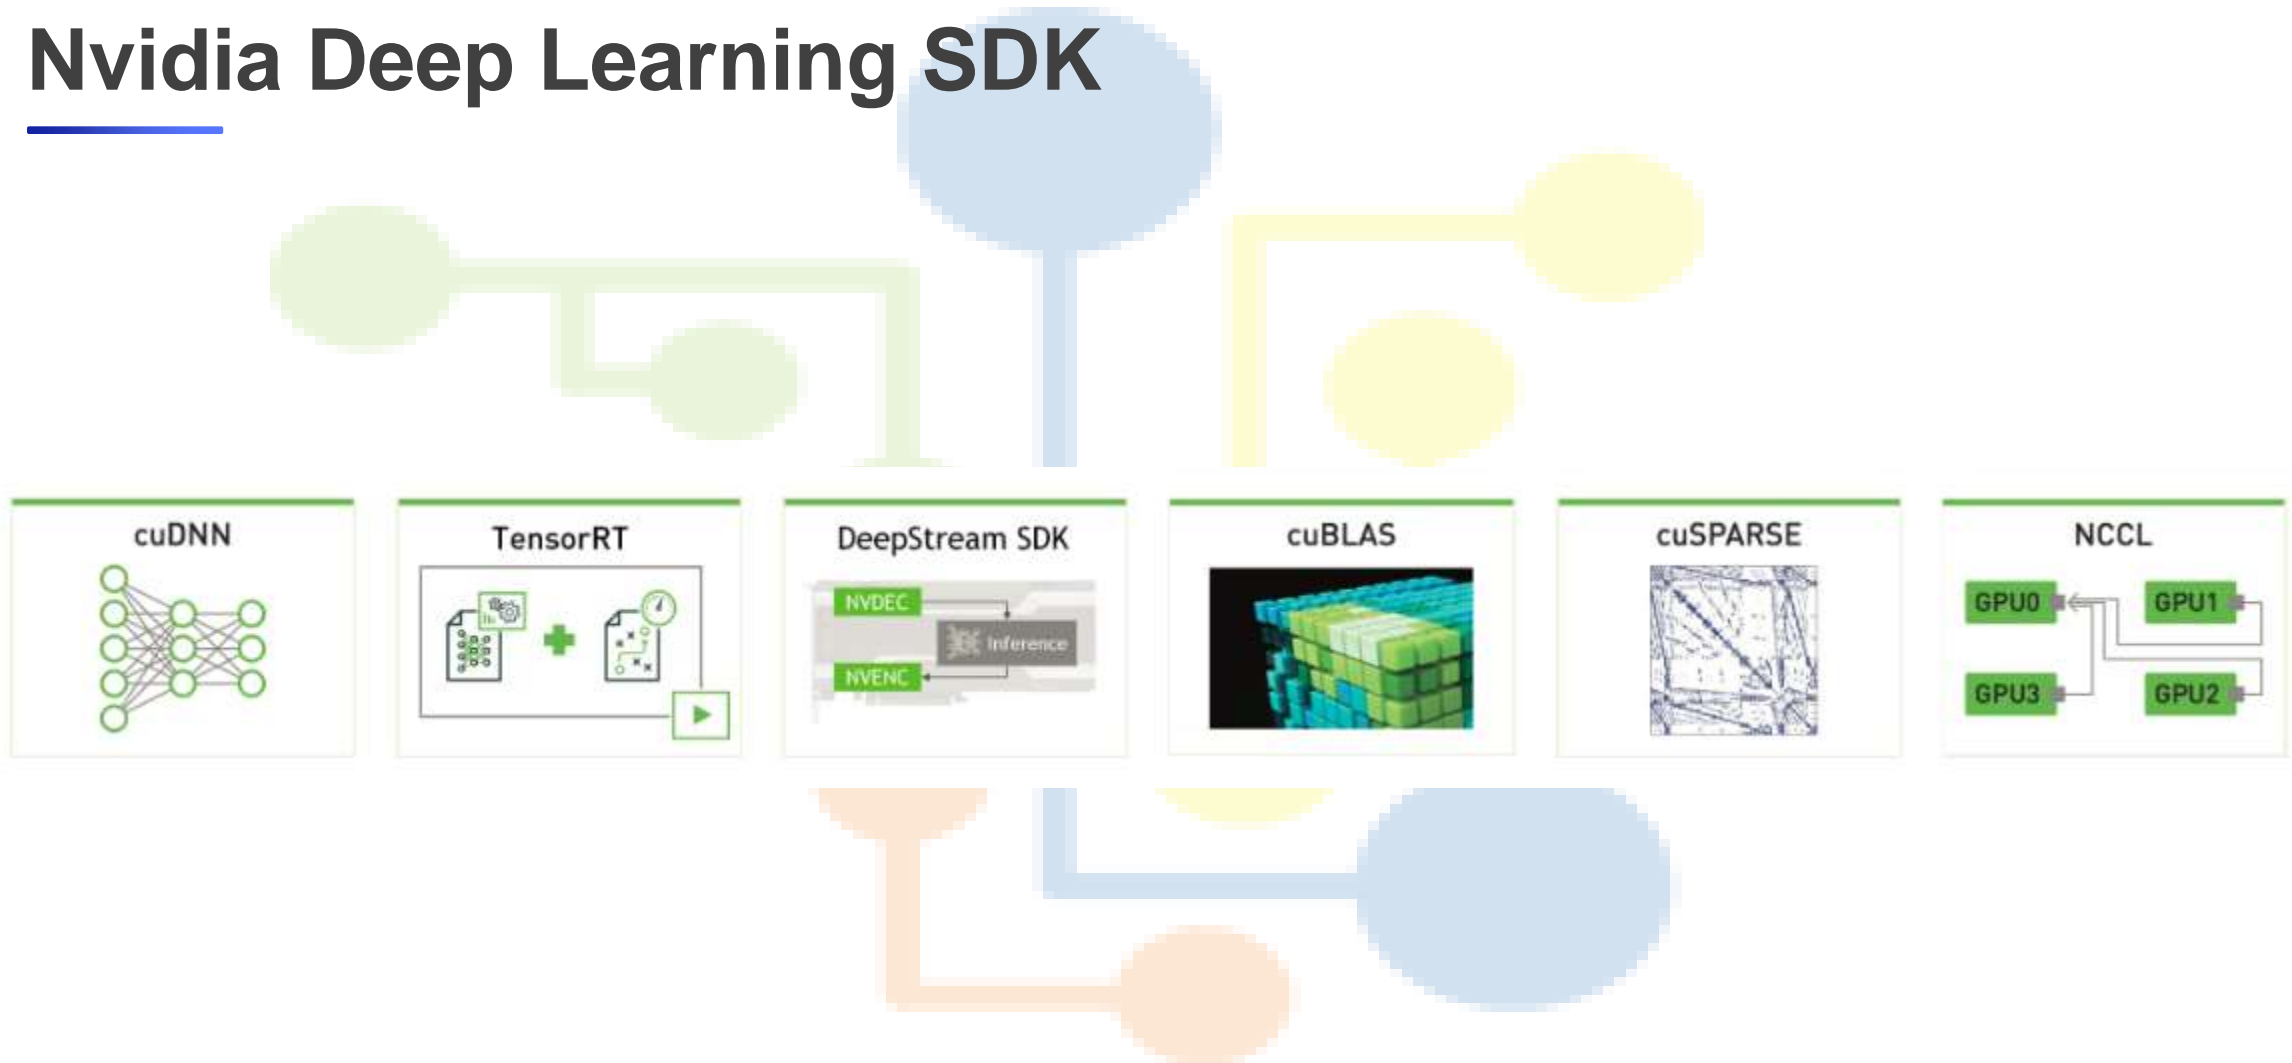 Nvidia Deep Learning SDK
cuDNN
TensorRT
DeepStream SDK
NVDEC
Inference
NVENC
cuBLAS
cuSPARSE
NCCL
GPU0
GPU1
GPU3
GPU2